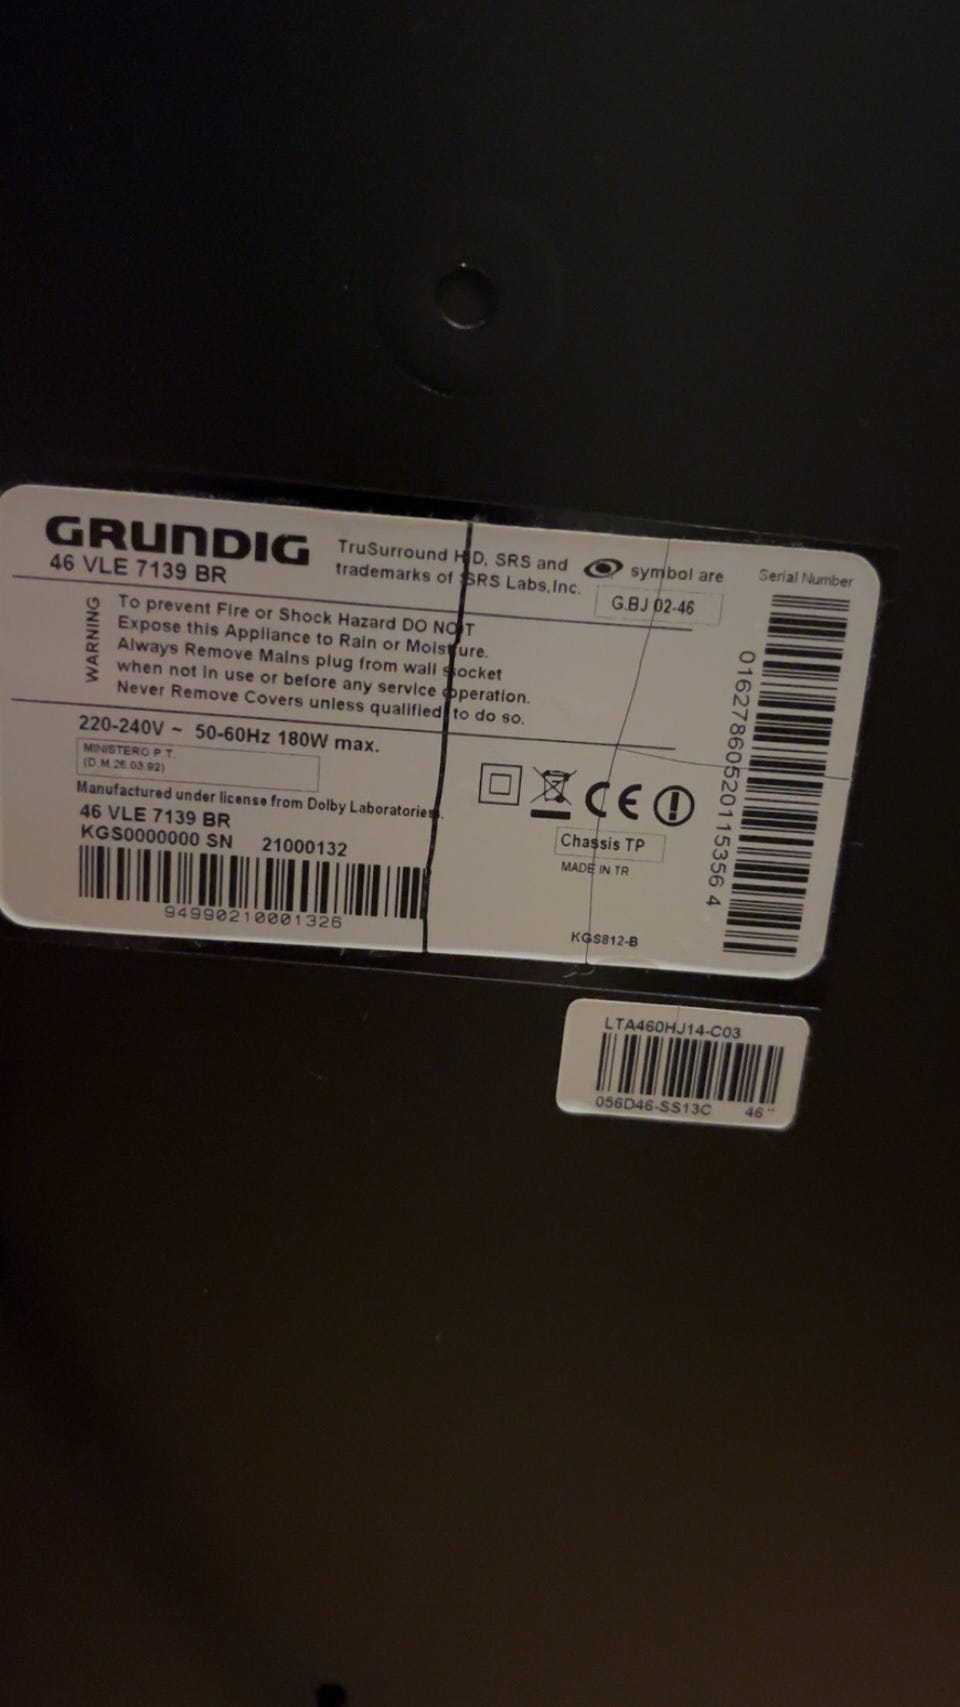 GRUNDIG
46 VLE 7139 BR
TruSurround HD, SRS and symbol are
trademarks of SRS Labs,Inc.
G.BJ 02-46
Serial Number
WARNING
To prevent Fire or Shock Hazard DO NOT
Expose this Appliance to Rain or Moisture.
Always Remove Mains plug from wall socket
when not in use or before any service operation.
Never Remove Covers unless qualified to do so.
220-240V ~ 50-60Hz 180W max.
MINISTERO P.T.
(D.M.26.03.92)
Manufactured under license from Dolby Laboratories.
46 VLE 7139 BR
KGS0000000 SN 21000132
94990210001326
CE
Chassis TP
MADE IN TR
KGS812-B
016278605201153564
LTA460HJ14-C03
056D46-SS13C 46"